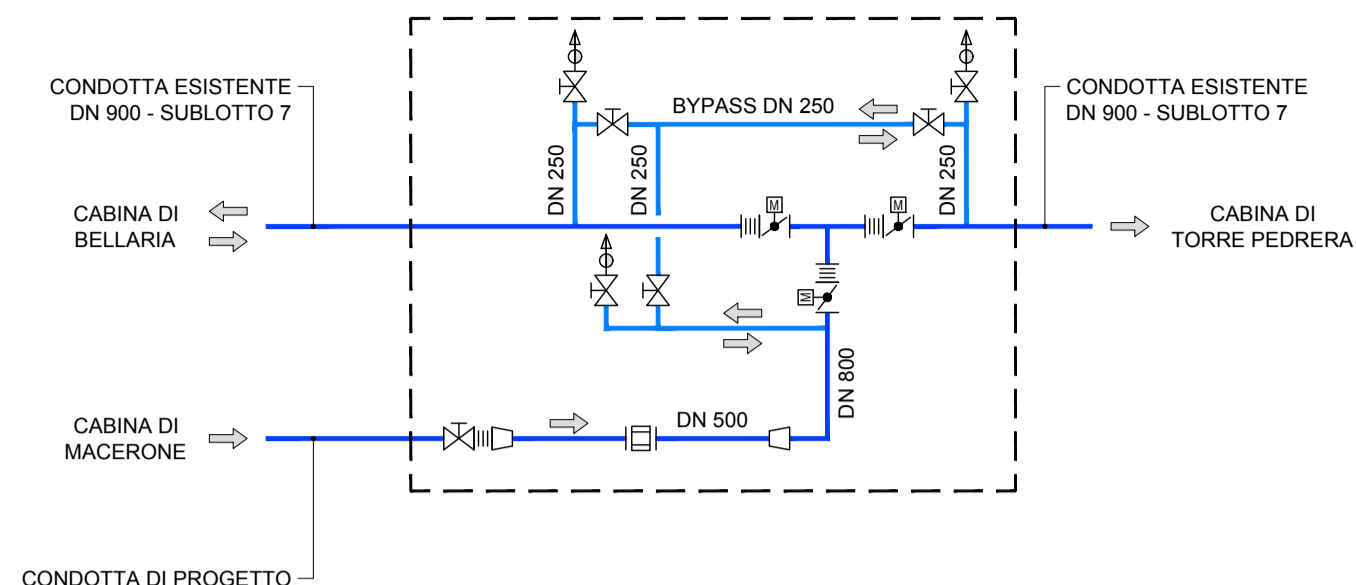 CONDOTTA ESISTENTE
DN 900 - SUBLOTTO 7
CONDOTTA ESISTENTE
DN 900 - SUBLOTTO 7
BYPASS DN 250
DN 250
DN 250
DN 250
CABINA DI
BELLARIA
M
M
CABINA DI
TORRE PEDRERA
M
DN 800
CABINA DI
MACERONE
DN 500
CONDOTTA DI PROGETTO